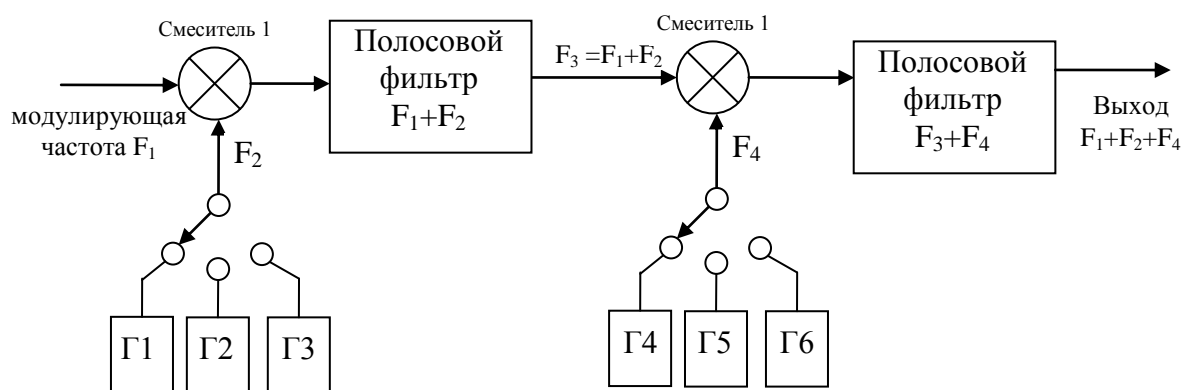 Смеситель 1
Полосовой
фильтр
F₁+F₂
модулирующая
частота F₁
F₂
Г1
Г2
Г3
F₃ =F₁+F₂
Смеситель 1
Полосовой
фильтр
F₃+F₄
Выход
F₁+F₂+F₄
F₄
Г4
Г5
Г6